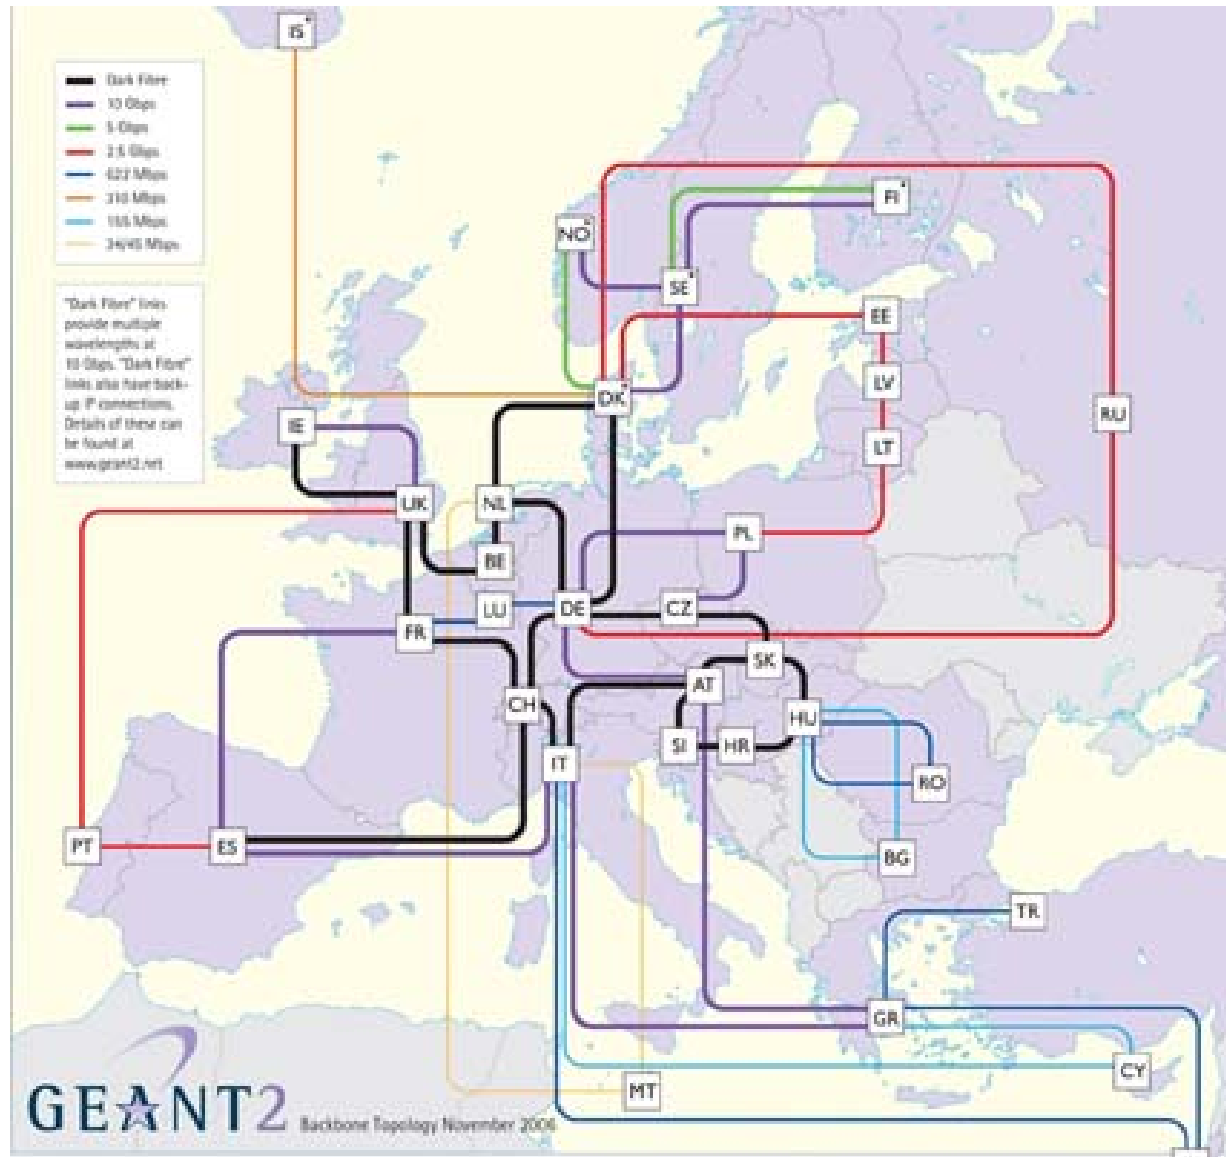 IS
Dark Fibre
10 Gbps
5 Gbps
2.5 Gbps
622 Mbps
310 Mbps
155 Mbps
34/45 Mbps
"Dark Fibre" links
provide multiple
wavelengths at
10 Gbps. "Dark Fibre"
links also have back-
up IP connections.
Details of these can
be found at
www.geant2.net
FI
NO
SE
EE
LV
DK
RU
IE
LT
UK
NL
PL
BE
LU
DE
CZ
FR
SK
AT
CH
HU
SI
HR
IT
RO
PT
ES
BG
TR
GR
CY
MT
GEANT2
Backbone Topology November 2006